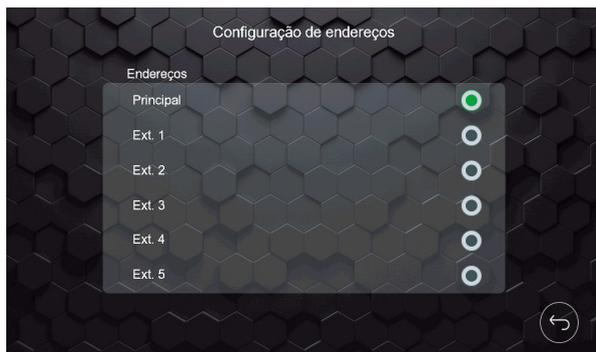 Configuração de endereços
Endereços
Principal
Ext. 1
Ext. 2
Ext. 3
Ext. 4
Ext. 5